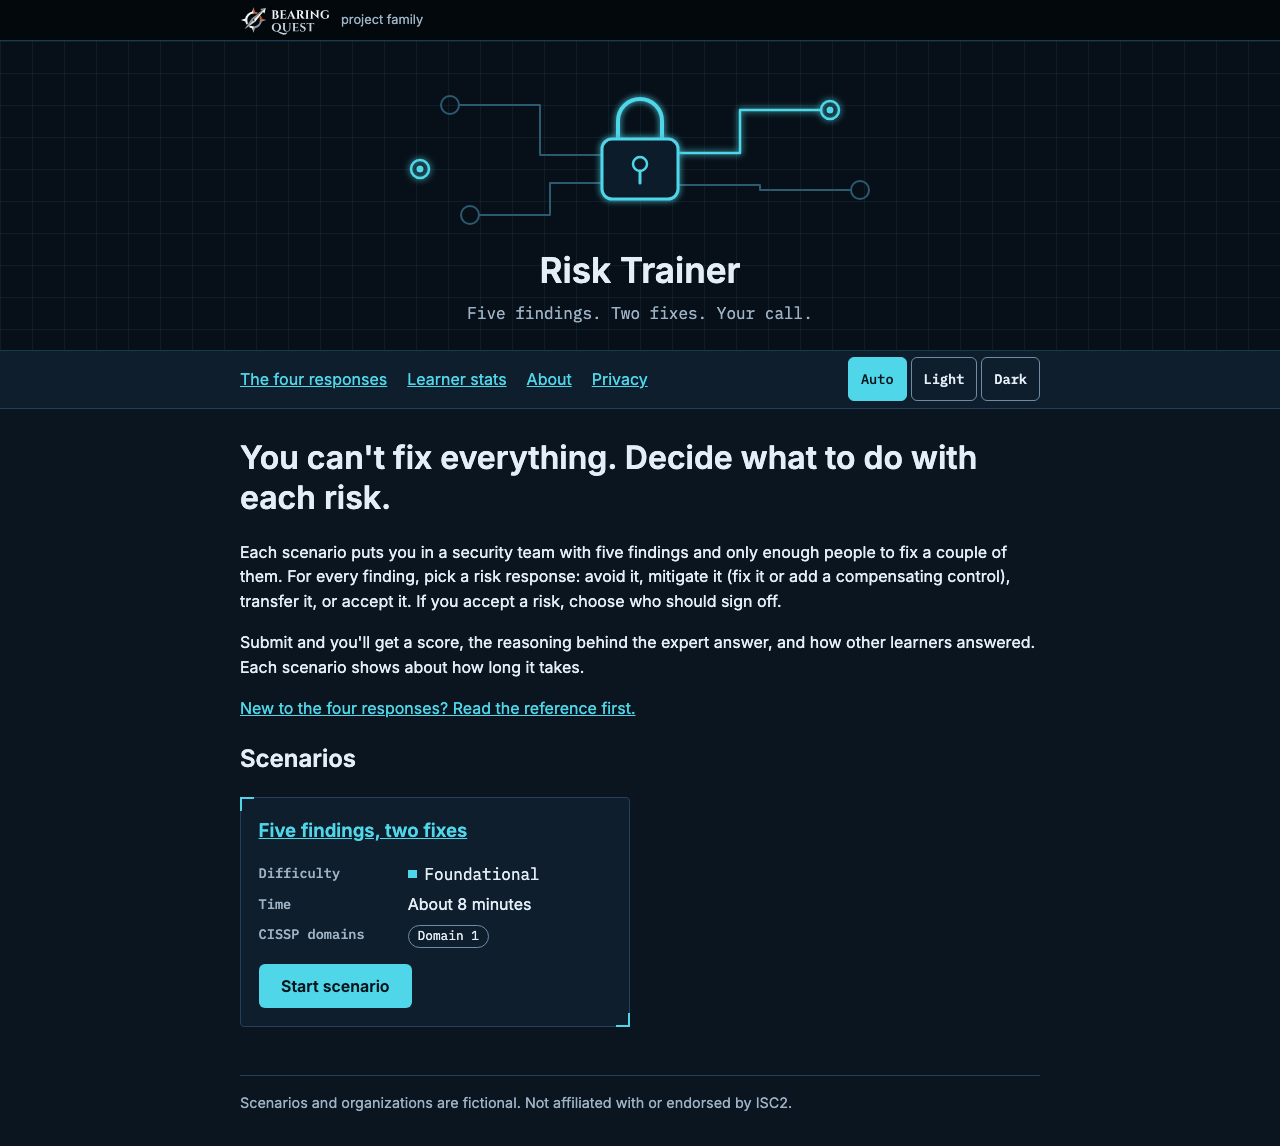 BEARING
QUEST
project family
Risk Trainer
Five findings. Two fixes. Your call.
The four responses Learner stats About Privacy Auto Light Dark
You can't fix everything. Decide what to do with
each risk.
Each scenario puts you in a security team with five findings and only enough people to fix a couple of
them. For every finding, pick a risk response: avoid it, mitigate it (fix it or add a compensating control),
transfer it, or accept it. If you accept a risk, choose who should sign off.
Submit and you'll get a score, the reasoning behind the expert answer, and how other learners answered.
Each scenario shows about how long it takes.
New to the four responses? Read the reference first.
Scenarios
Five findings, two fixes
Difficulty Foundational
Time About 8 minutes
CISSP domains Domain 1
Start scenario
Scenarios and organizations are fictional. Not affiliated with or endorsed by ISC2.